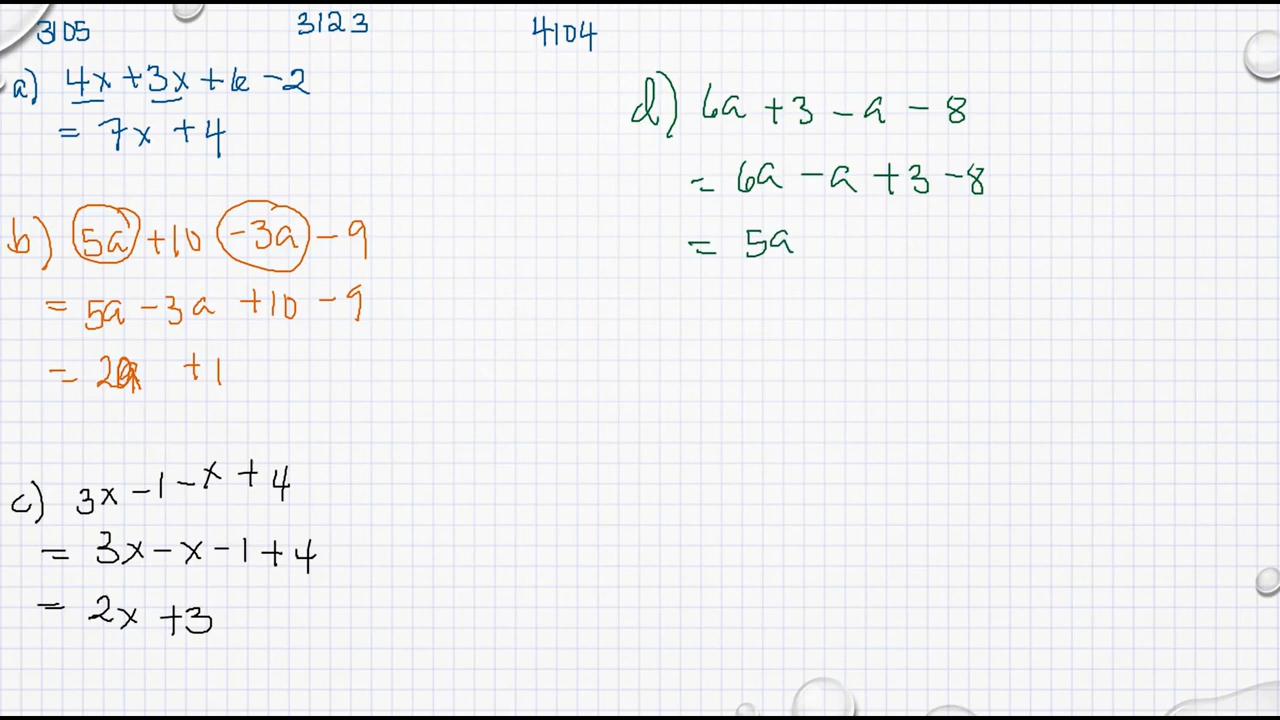 3105 3123 4104
a) 4x + 3x + 6 - 2
= 7x + 4
b) 5a + 10 - 3a - 9
= 5a - 3a + 10 - 9
= 2a + 1
c) 3x - 1 - x + 4
= 3x - x - 1 + 4
= 2x + 3
d) 6a + 3 - a - 8
= 6a - a + 3 - 8
= 5a